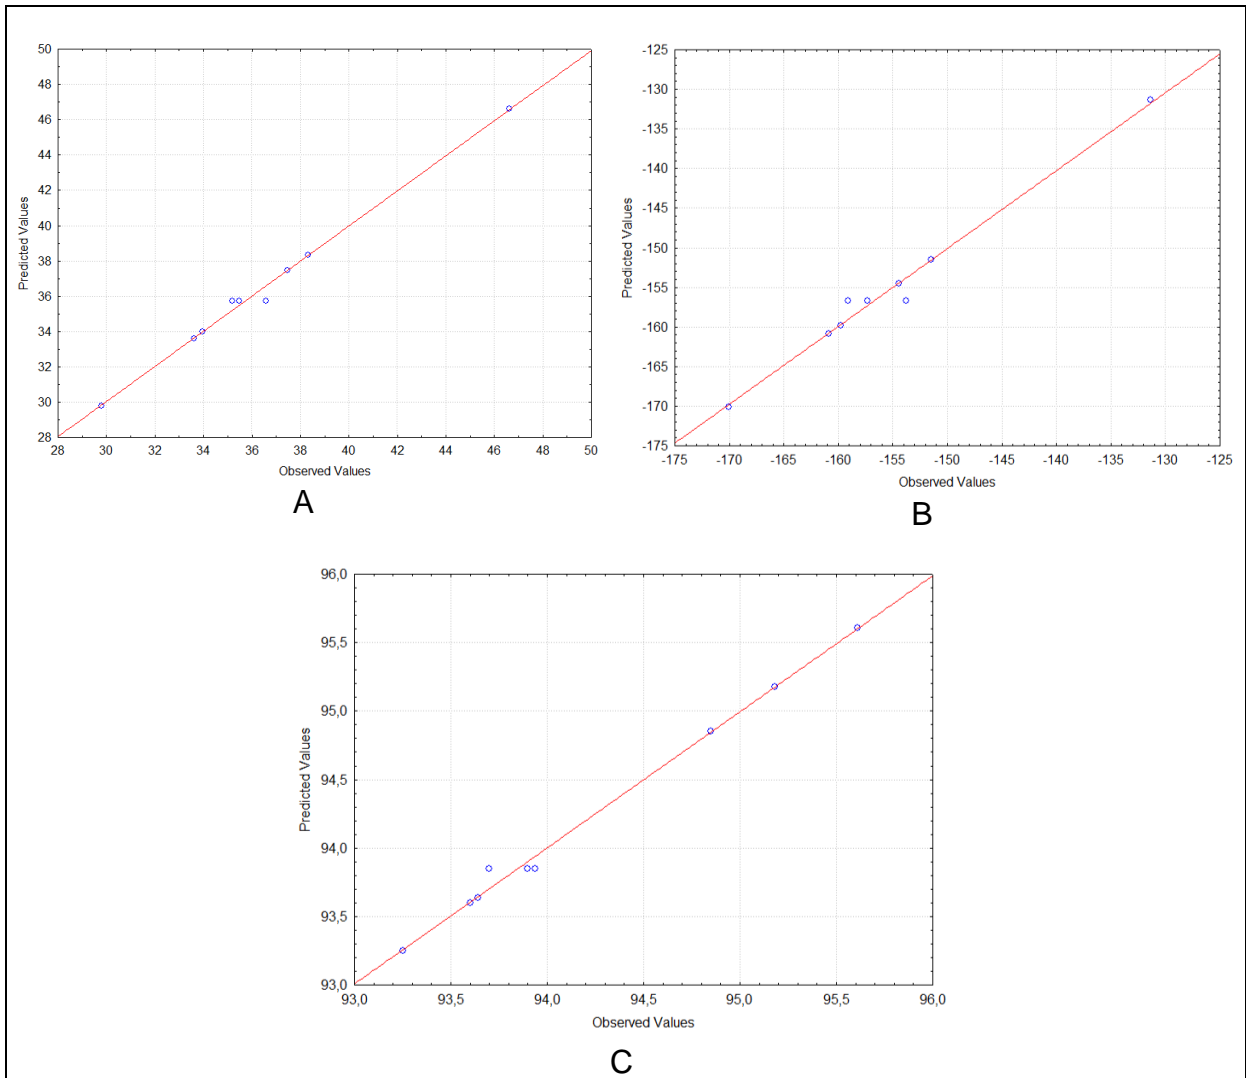 50
48
46
44
42
40
38
36
34
32
30
28
Predicted Values
28 30 32 34 36 38 40 42 44 46 48 50
Observed Values
A
-125
-130
-135
-140
-145
-150
-155
-160
-165
-170
-175
Predicted Values
-175 -170 -165 -160 -155 -150 -145 -140 -135 -130 -125
Observed Values
B
96,0
95,5
95,0
94,5
94,0
93,5
93,0
Predicted Values
93,0 93,5 94,0 94,5 95,0 95,5 96,0
Observed Values
C